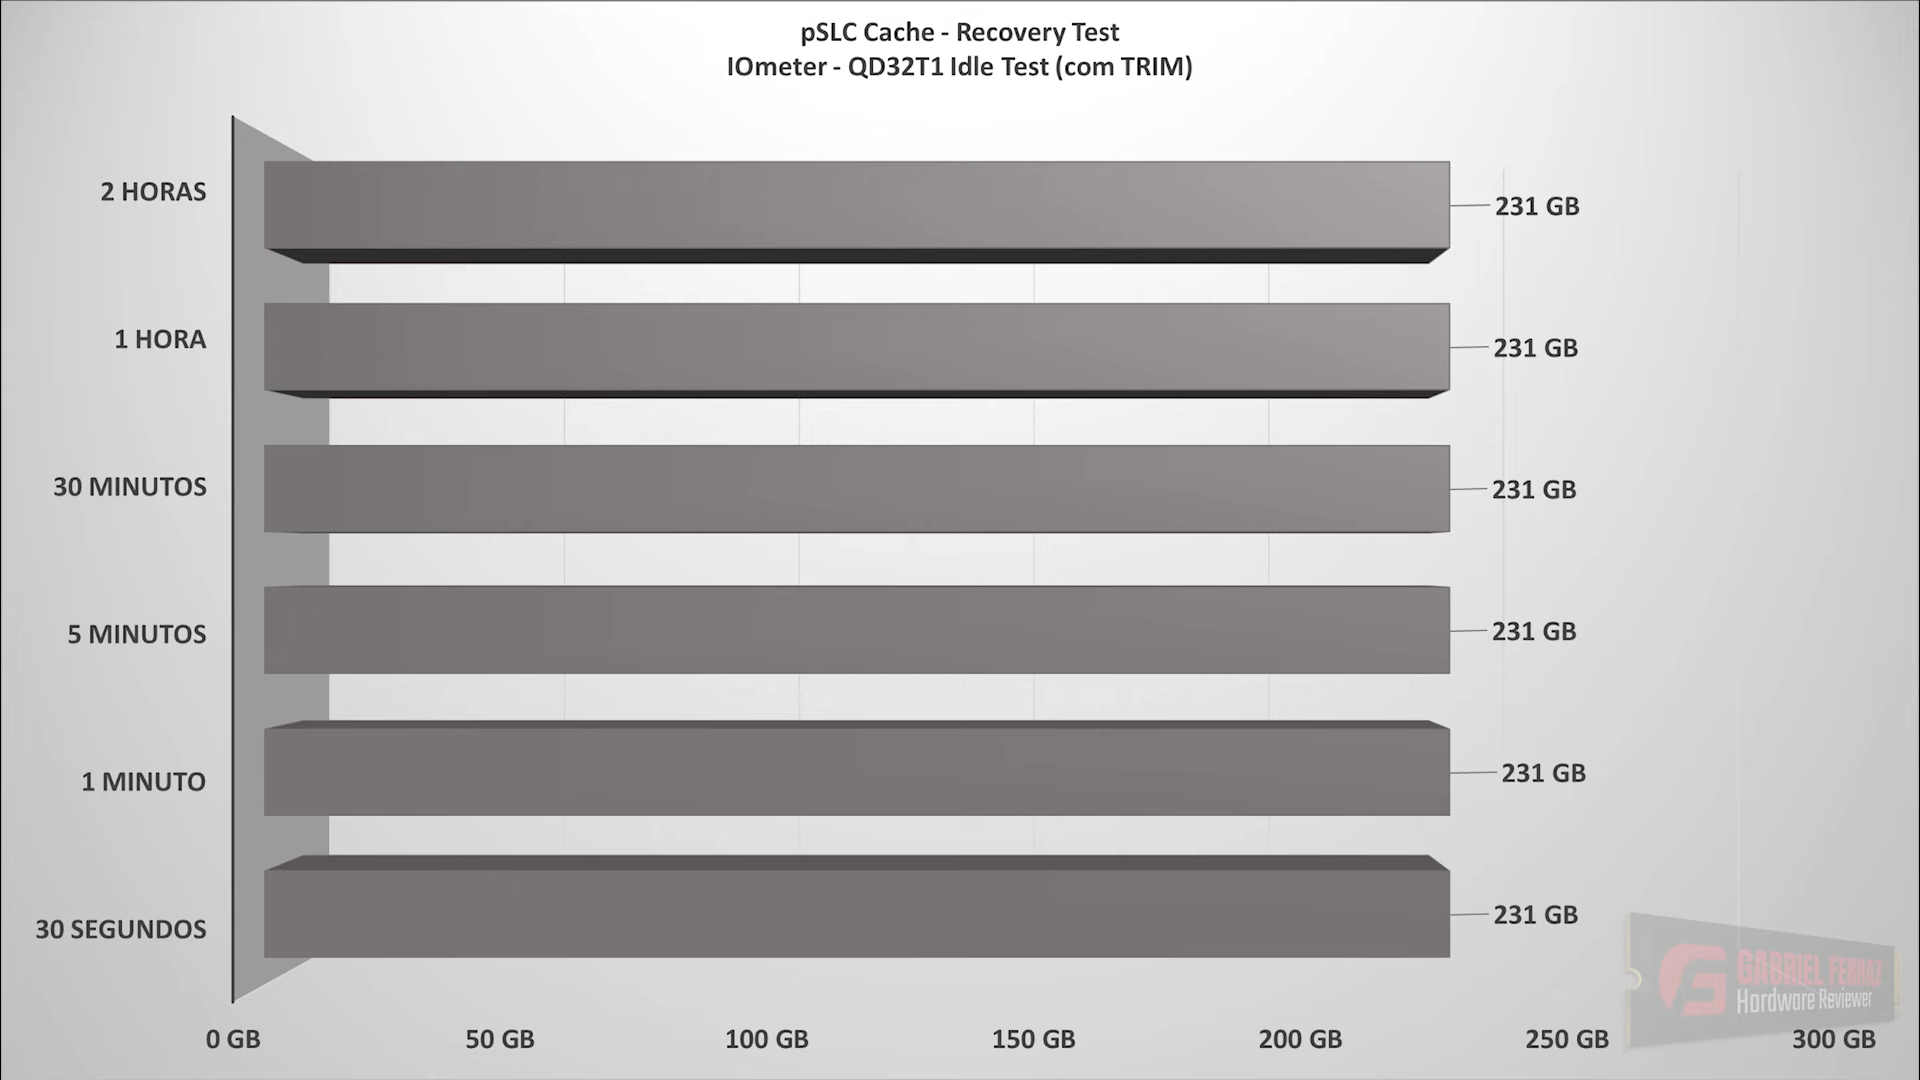 pSLC Cache - Recovery Test
IOmeter - QD32T1 Idle Test (com TRIM)
2 HORAS
231 GB
1 HORA
231 GB
30 MINUTOS
231 GB
5 MINUTOS
231 GB
1 MINUTO
231 GB
30 SEGUNDOS
231 GB
GABRIEL FERRAZ
Hardware Reviewer
0 GB
50 GB
100 GB
150 GB
200 GB
250 GB
300 GB